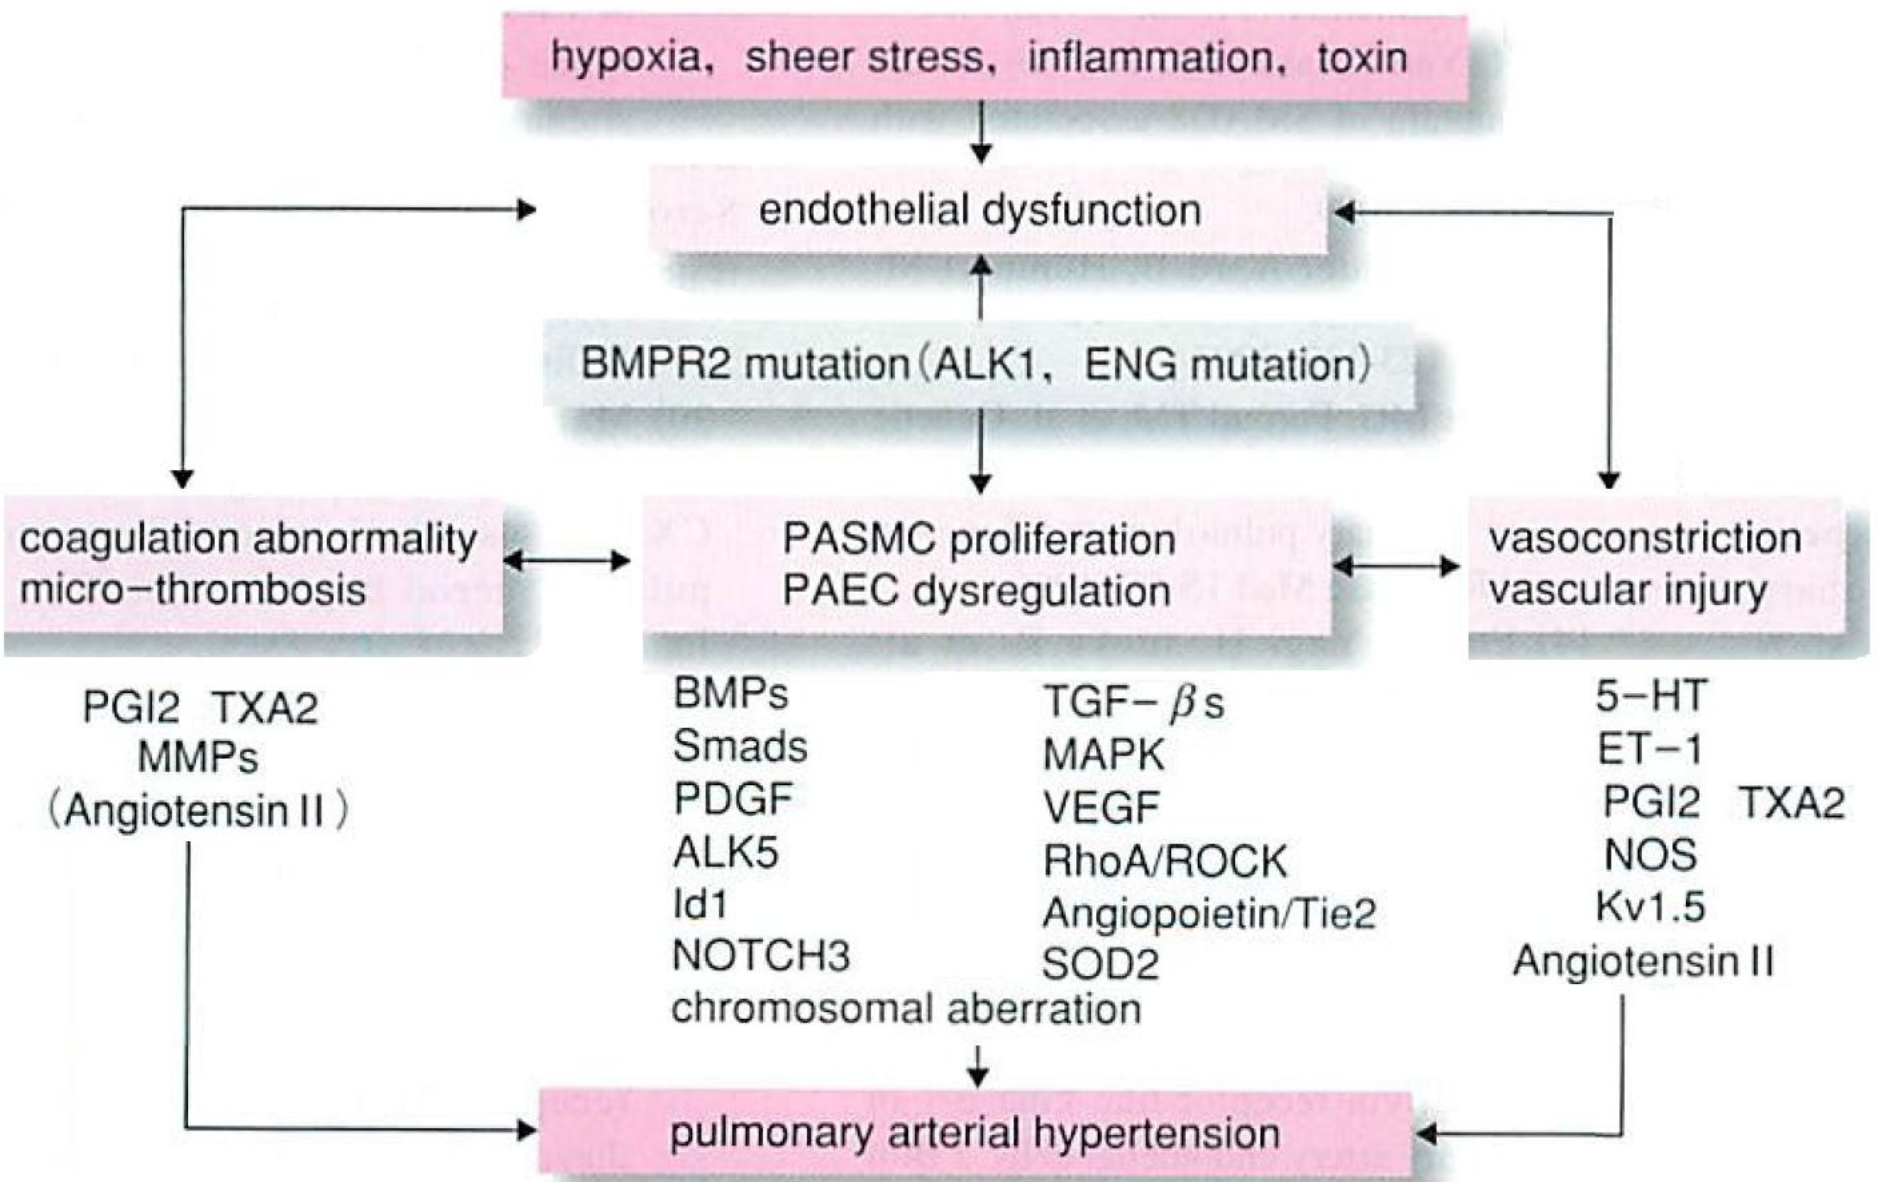 hypoxia, sheer stress, inflammation, toxin
endothelial dysfunction
BMPR2 mutation(ALK1, ENG mutation)
coagulation abnormality
micro-thrombosis
PASMC proliferation
PAEC dysregulation
vasoconstriction
vascular injury
PGI2 TXA2
MMPs
(Angiotensin II)
BMPs
Smads
PDGF
ALK5
Id1
NOTCH3
chromosomal aberration
TGF-βs
MAPK
VEGF
RhoA/ROCK
Angiopoietin/Tie2
SOD2
5-HT
ET-1
PGI2 TXA2
NOS
Kv1.5
Angiotensin II
pulmonary arterial hypertension